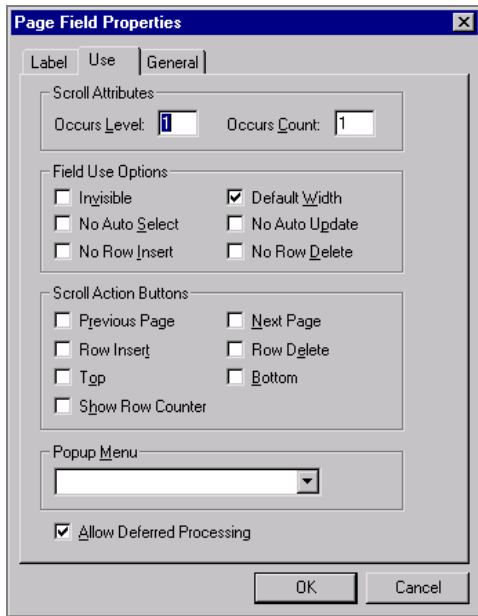 Page Field Properties
Label Use General
Scroll Attributes
Occurs Level: 1 Occurs Count: 1
Field Use Options
Invisible Default Width
No Auto Select No Auto Update
No Row Insert No Row Delete
Scroll Action Buttons
Previous Page Next Page
Row Insert Row Delete
Top Bottom
Show Row Counter
Popup Menu
Allow Deferred Processing
OK Cancel